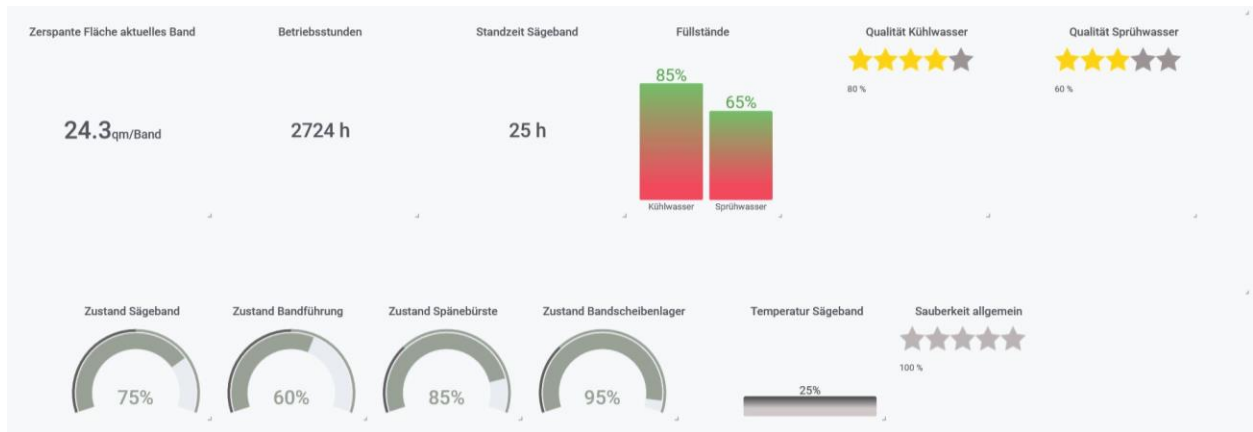 Zerspante Fläche aktuelles Band
24.3qm/Band
Betriebsstunden
2724 h
Standzeit Sägeband
25 h
Füllstände
85%
65%
Kühlwasser
Sprühwasser
Qualität Kühlwasser
80 %
Qualität Sprühwasser
60 %
Zustand Sägeband
75%
Zustand Bandführung
60%
Zustand Spänebürste
85%
Zustand Bandscheibenlager
95%
Temperatur Sägeband
25%
Sauberkeit allgemein
100 %